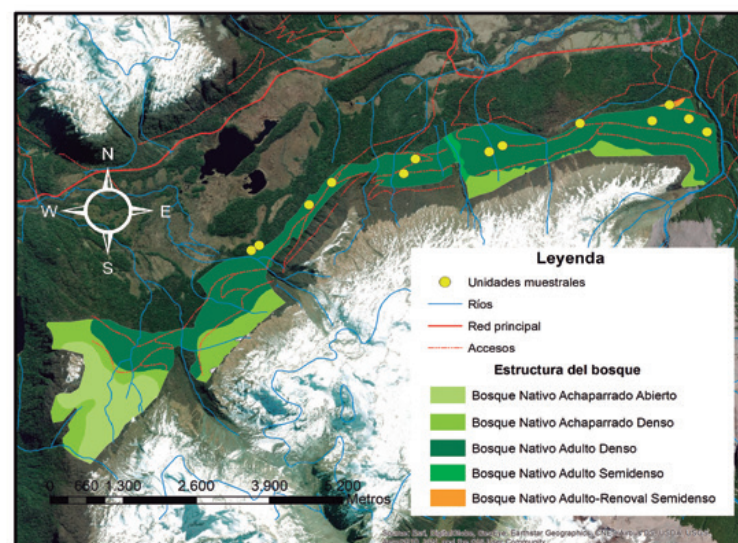 N
W E
S
Leyenda
Unidades muestrales
Ríos
Red principal
Accesos
Estructura del bosque
Bosque Nativo Achaparrado Abierto
Bosque Nativo Achaparrado Denso
Bosque Nativo Adulto Denso
Bosque Nativo Adulto Semidenso
Bosque Nativo Adulto-Renoval Semidenso
0 650 1.300 2.600 3.900 5.200
Metros
Earthstar Geographics